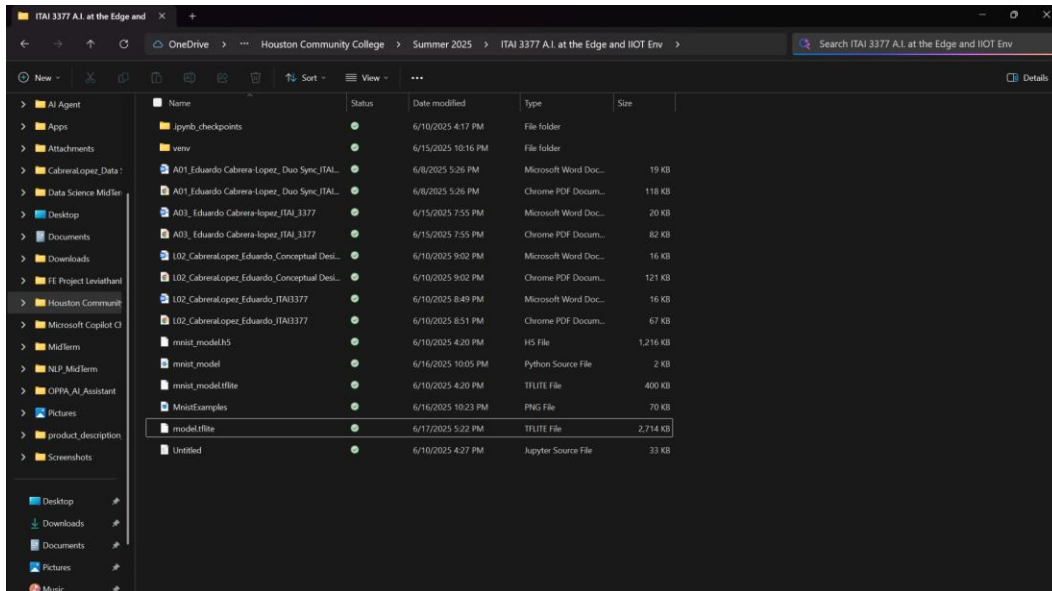 ITAI 3377 A.I. at the Edge and
OneDrive > ... Houston Community College > Summer 2025 > ITAI 3377 A.I. at the Edge and IIOT Env >
Search ITAI 3377 A.I. at the Edge and IIOT Env
New Sort View ... Details
Name Status Date modified Type Size
AI Agent
Apps
Attachments
CabreraLopez_Data
Data Science MidTer
Desktop
Documents
Downloads
FE Project Leviathanl
Houston Communit
Microsoft Copilot Cl
MidTerm
NLP_MidTerm
OPPA_AI_Assistant
Pictures
product_description
Screenshots
Desktop
Downloads
Documents
Pictures
Music
.ipynb_checkpoints 6/10/2025 4:17 PM File folder
venv 6/15/2025 10:16 PM File folder
A01_Eduardo Cabrera-Lopez_ Duo Sync_ITAI... 6/8/2025 5:26 PM Microsoft Word Doc... 19 KB
A01_Eduardo Cabrera-Lopez_ Duo Sync_ITAI... 6/8/2025 5:26 PM Chrome PDF Docum... 118 KB
A03_ Eduardo Cabrera-lopez_ITAI_3377 6/15/2025 7:55 PM Microsoft Word Doc... 20 KB
A03_ Eduardo Cabrera-lopez_ITAI_3377 6/15/2025 7:55 PM Chrome PDF Docum... 82 KB
L02_CabreraLopez_Eduardo_Conceptual Desi... 6/10/2025 9:02 PM Microsoft Word Doc... 16 KB
L02_CabreraLopez_Eduardo_Conceptual Desi... 6/10/2025 9:02 PM Chrome PDF Docum... 121 KB
L02_CabreraLopez_Eduardo_ITAI3377 6/10/2025 8:49 PM Microsoft Word Doc... 16 KB
L02_CabreraLopez_Eduardo_ITAI3377 6/10/2025 8:51 PM Chrome PDF Docum... 67 KB
mnist_model.h5 6/10/2025 4:20 PM H5 File 1,216 KB
mnist_model 6/16/2025 10:05 PM Python Source File 2 KB
mnist_model.tflite 6/10/2025 4:20 PM TFLITE File 400 KB
MnistExamples 6/16/2025 10:23 PM PNG File 70 KB
model.tflite 6/17/2025 5:22 PM TFLITE File 2,714 KB
Untitled 6/10/2025 4:27 PM Jupyter Source File 33 KB